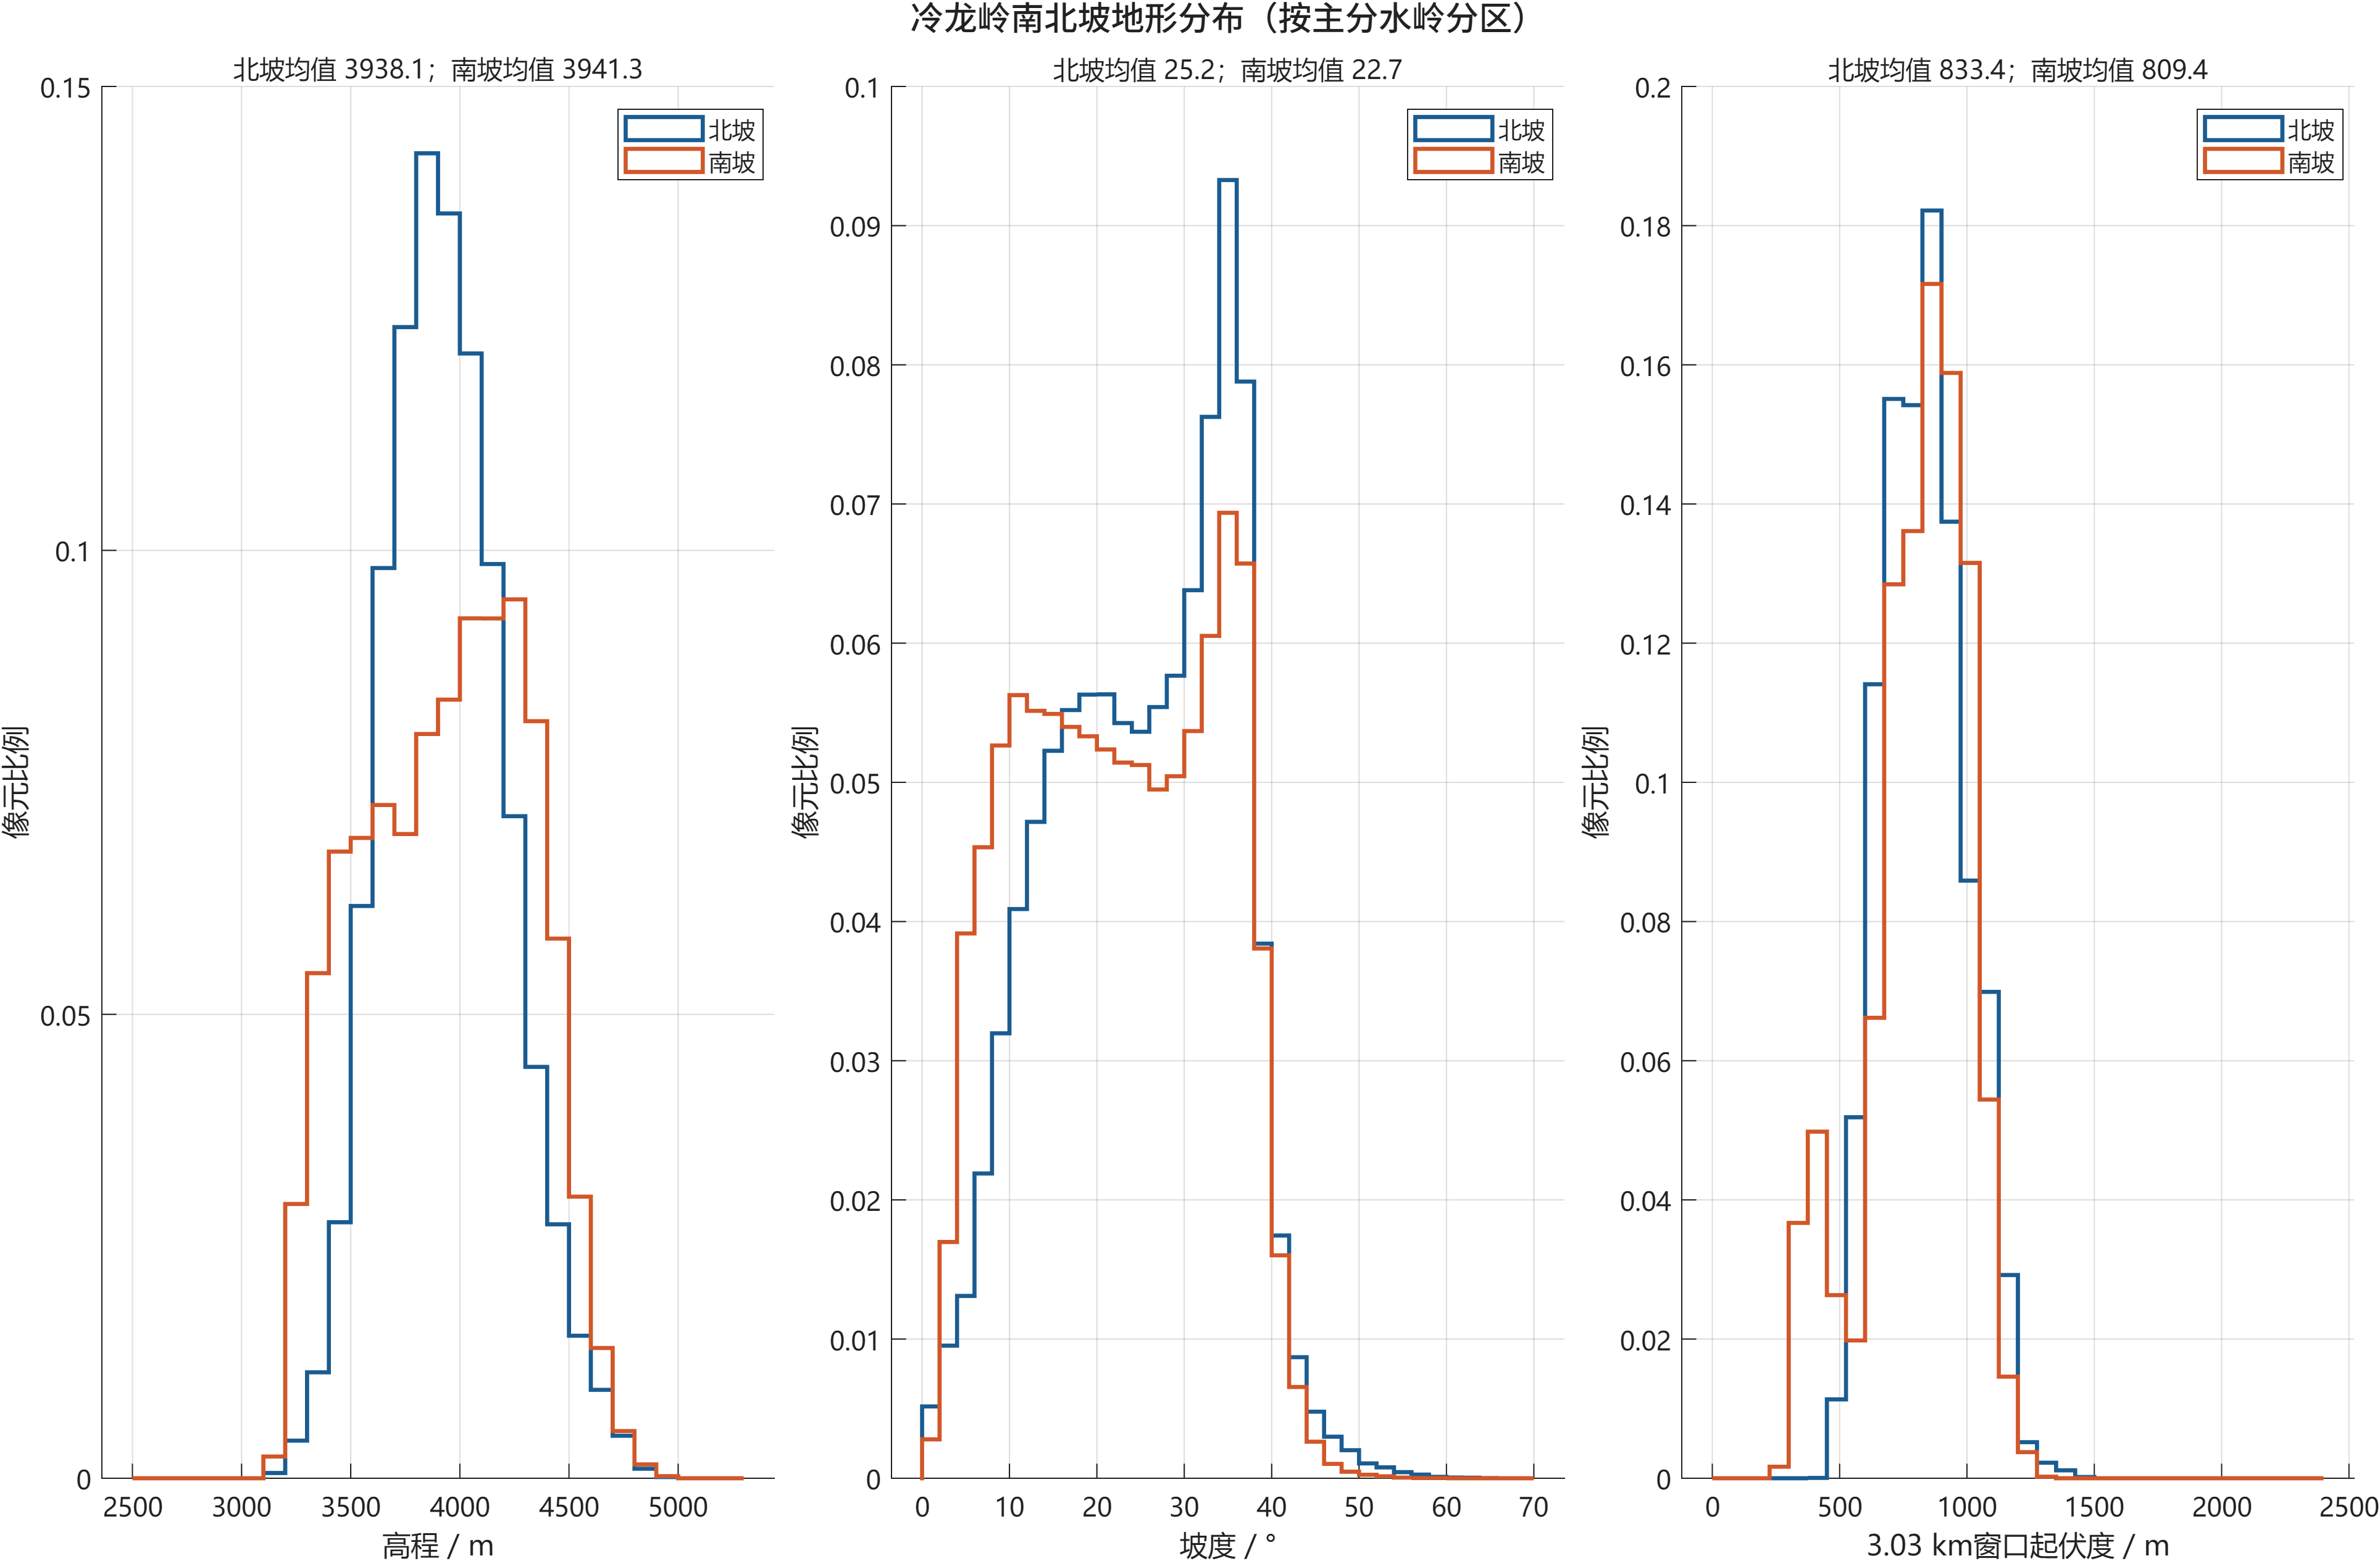 冷龙岭南北坡地形分布（按主分水岭分区）
北坡均值 3938.1；南坡均值 3941.3
0.15
0.1
0.05
0
像元比例
北坡
南坡
2500 3000 3500 4000 4500 5000
高程 / m
北坡均值 25.2；南坡均值 22.7
0.1
0.09
0.08
0.07
0.06
0.05
0.04
0.03
0.02
0.01
0
像元比例
北坡
南坡
0 10 20 30 40 50 60 70
坡度 / °
北坡均值 833.4；南坡均值 809.4
0.2
0.18
0.16
0.14
0.12
0.1
0.08
0.06
0.04
0.02
0
像元比例
北坡
南坡
0 500 1000 1500 2000 2500
3.03 km窗口起伏度 / m